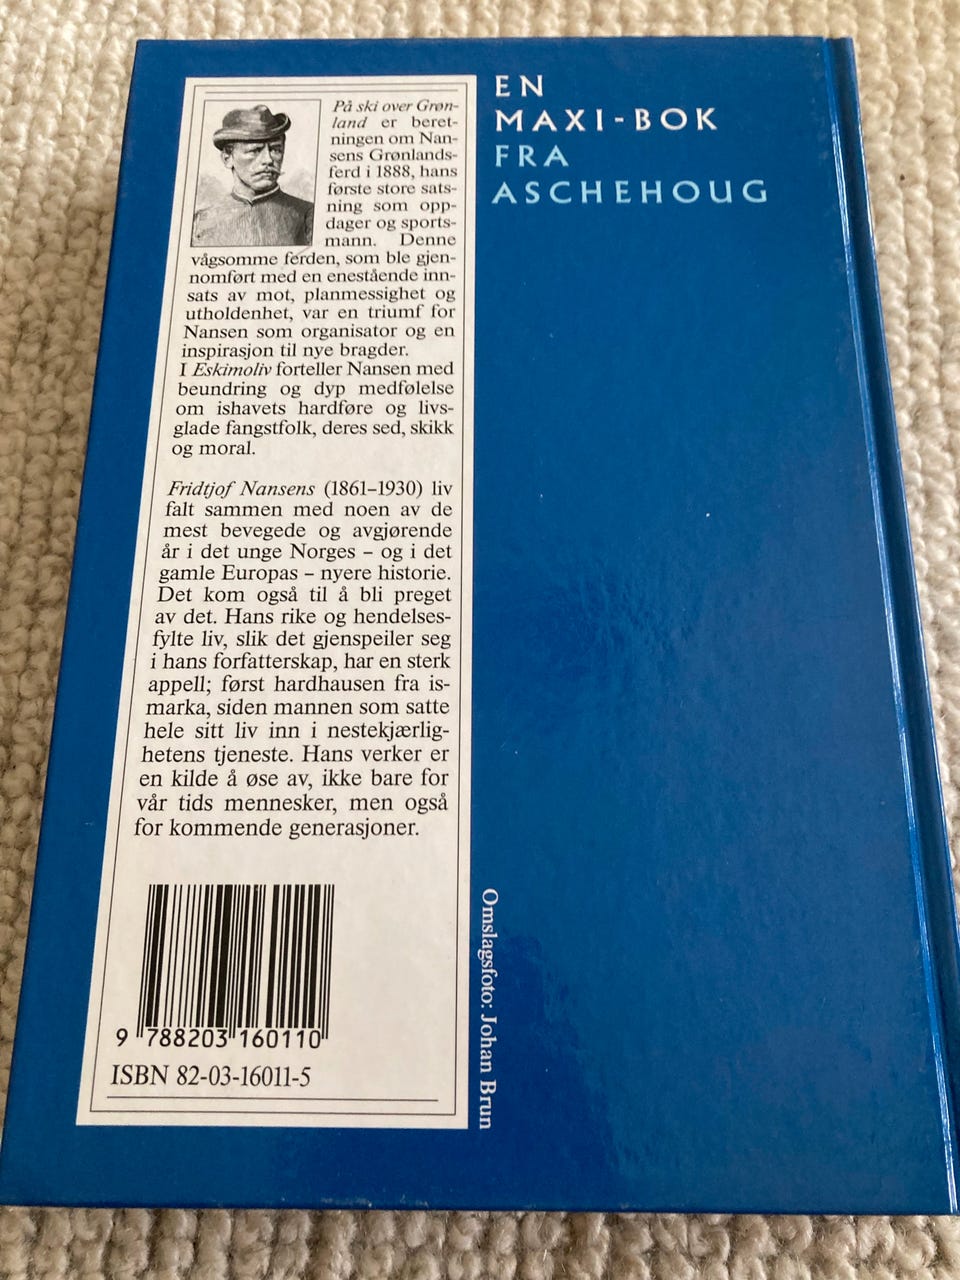 EN
MAXI-BOK
FRA
ASCHEHOUG
På ski over Grøn-
land er beret-
ningen om Nan-
sens Grønlands-
ferd i 1888, hans
første store sats-
ning som opp-
dager og sports-
mann. Denne
vågsomme ferden, som ble gjen-
nomført med en enestående inn-
sats av mot, planmessighet og
utholdenhet, var en triumf for
Nansen som organisator og en
inspirasjon til nye bragder.
I Eskimoliv forteller Nansen med
beundring og dyp medfølelse
om ishavets hardføre og livs-
glade fangstfolk, deres sed, skikk
og moral.
Fridtjof Nansens (1861–1930) liv
falt sammen med noen av de
mest bevegede og avgjørende
år i det unge Norges – og i det
gamle Europas – nyere historie.
Det kom også til å bli preget
av det. Hans rike og hendelses-
fylte liv, slik det gjenspeiler seg
i hans forfatterskap, har en sterk
appell; først hardhausen fra is-
marka, siden mannen som satte
hele sitt liv inn i nestekjærlig-
hetens tjeneste. Hans verker er
en kilde å øse av, ikke bare for
vår tids mennesker, men også
for kommende generasjoner.
9 788203 160110
ISBN 82-03-16011-5
Omslagsfoto: Johan Brun